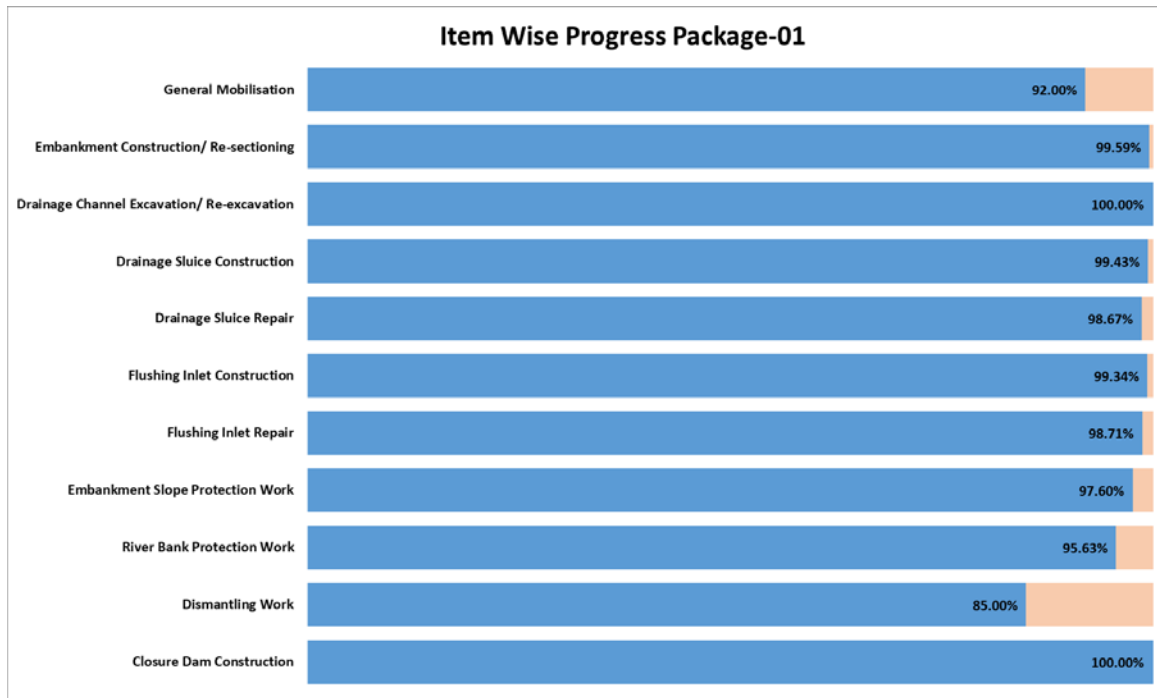 Item Wise Progress Package-01
General Mobilisation 92.00%
Embankment Construction/ Re-sectioning 99.59%
Drainage Channel Excavation/ Re-excavation 100.00%
Drainage Sluice Construction 99.43%
Drainage Sluice Repair 98.67%
Flushing Inlet Construction 99.34%
Flushing Inlet Repair 98.71%
Embankment Slope Protection Work 97.60%
River Bank Protection Work 95.63%
Dismantling Work 85.00%
Closure Dam Construction 100.00%